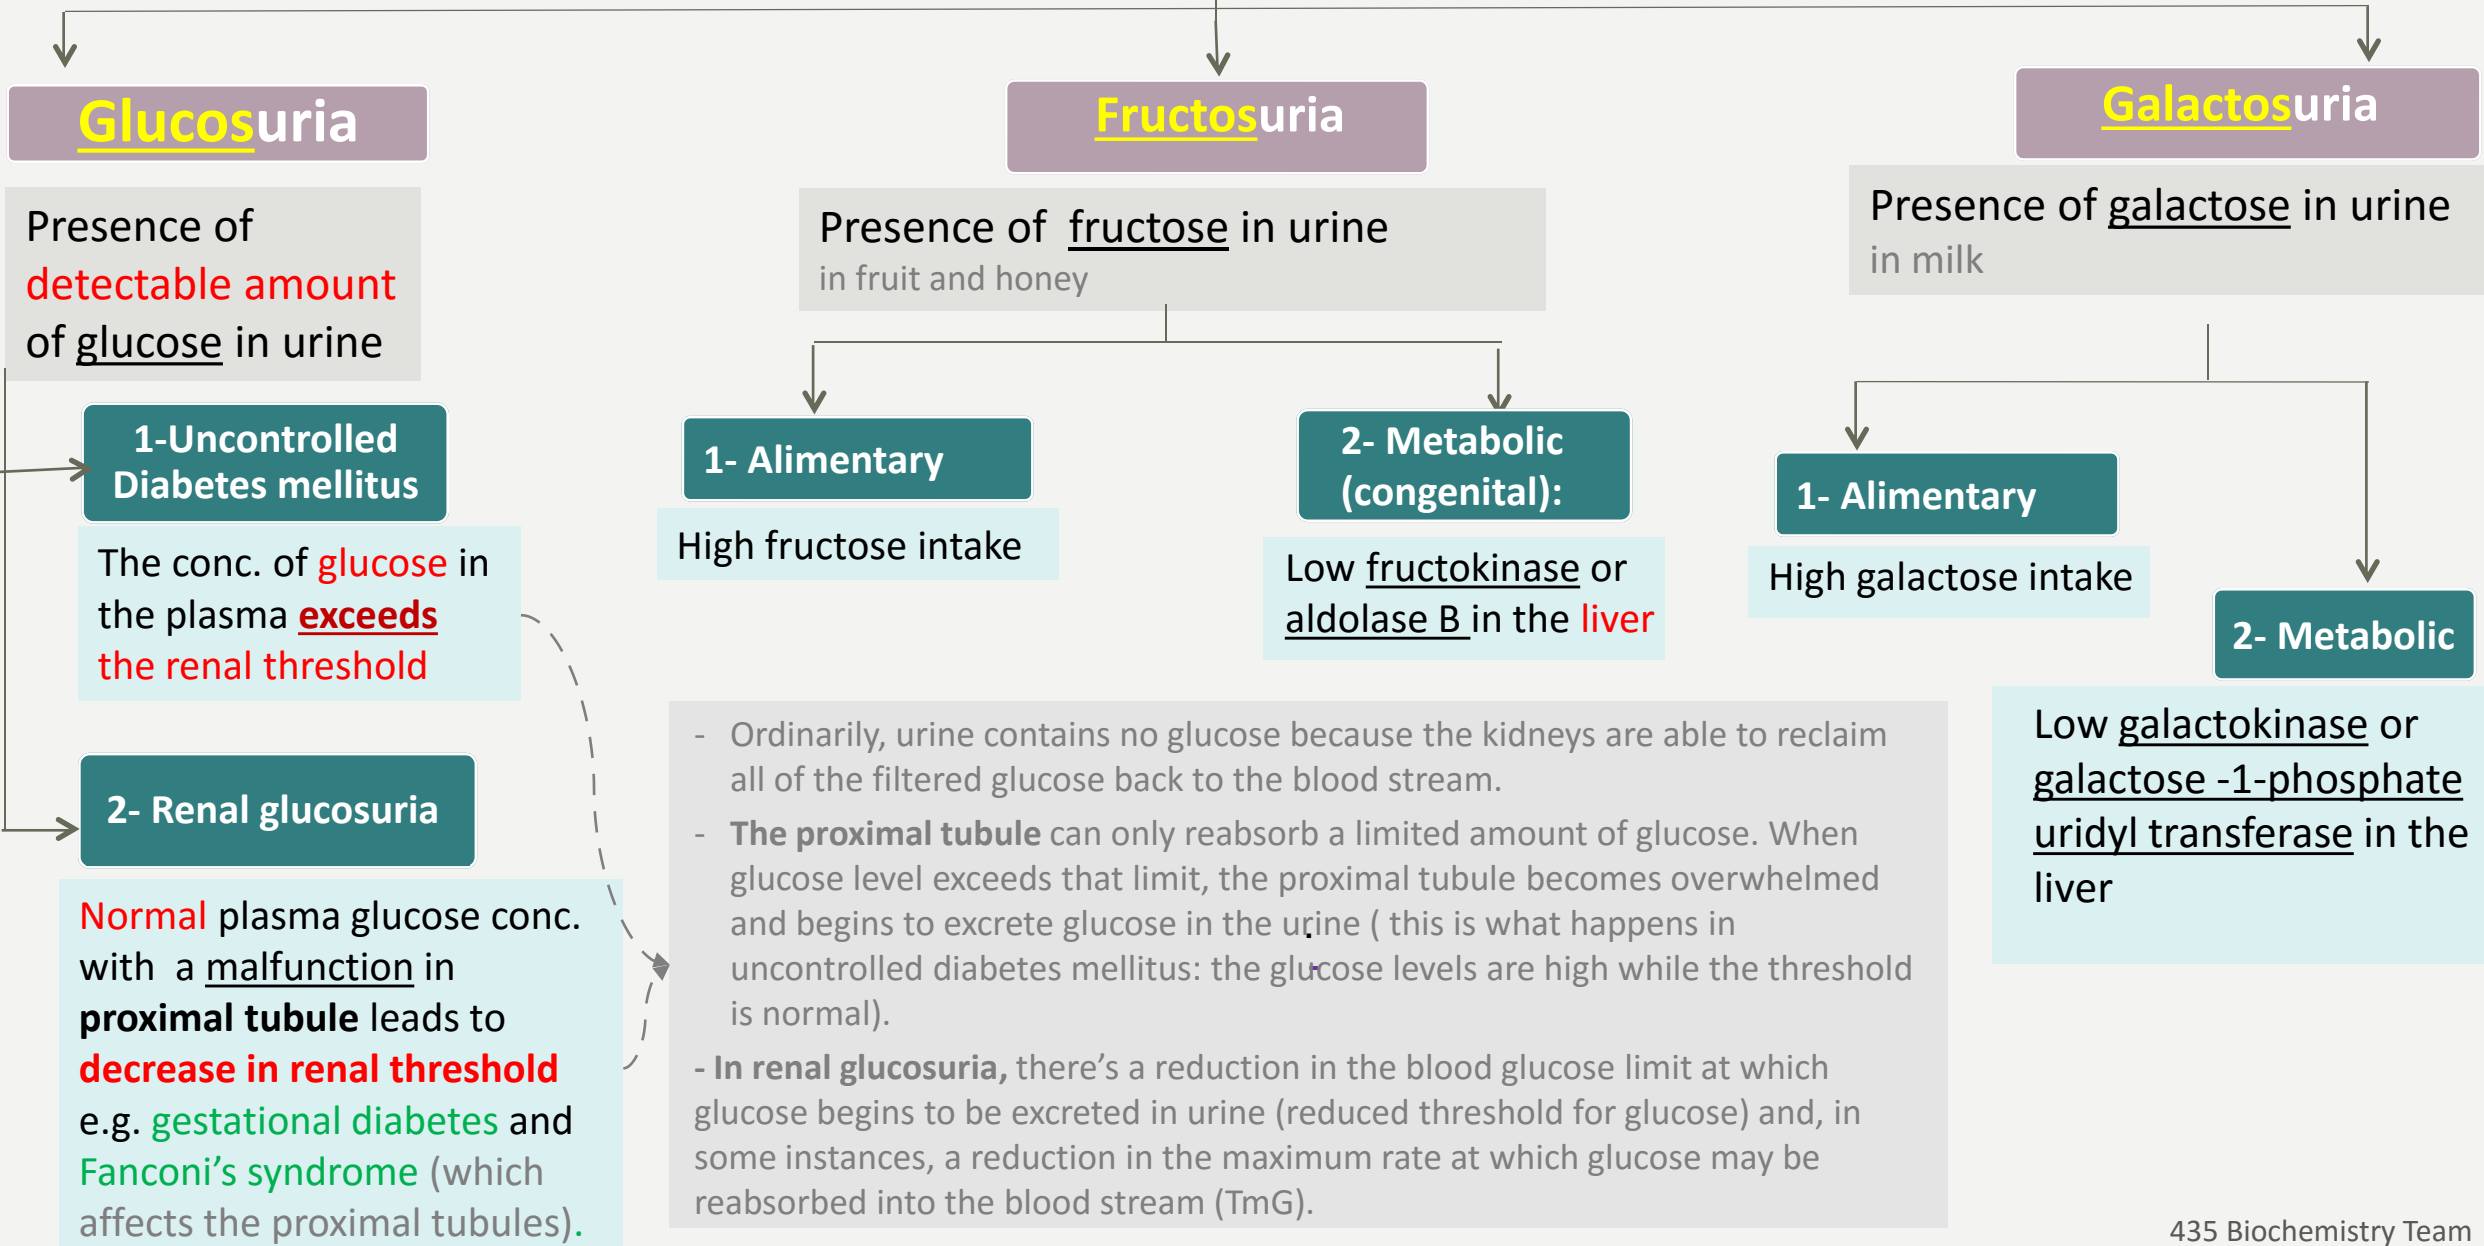 Glucosuria
Presence of
detectable amount
of glucose in urine
1-Uncontrolled
Diabetes mellitus
The conc. of glucose in
the plasma exceeds
the renal threshold
2- Renal glucosuria
Normal plasma glucose conc.
with a malfunction in
proximal tubule leads to
decrease in renal threshold
e.g. gestational diabetes and
Fanconi’s syndrome (which
affects the proximal tubules).
Fructosuria
Presence of fructose in urine
in fruit and honey
1- Alimentary
High fructose intake
2- Metabolic
(congenital):
Low fructokinase or
aldolase B in the liver
- Ordinarily, urine contains no glucose because the kidneys are able to reclaim
all of the filtered glucose back to the blood stream.
- The proximal tubule can only reabsorb a limited amount of glucose. When
glucose level exceeds that limit, the proximal tubule becomes overwhelmed
and begins to excrete glucose in the urine ( this is what happens in
uncontrolled diabetes mellitus: the glucose levels are high while the threshold
is normal).
- In renal glucosuria, there’s a reduction in the blood glucose limit at which
glucose begins to be excreted in urine (reduced threshold for glucose) and, in
some instances, a reduction in the maximum rate at which glucose may be
reabsorbed into the blood stream (TmG).
Galactosuria
Presence of galactose in urine
in milk
1- Alimentary
High galactose intake
2- Metabolic
Low galactokinase or
galactose -1-phosphate
uridyl transferase in the
liver
435 Biochemistry Team